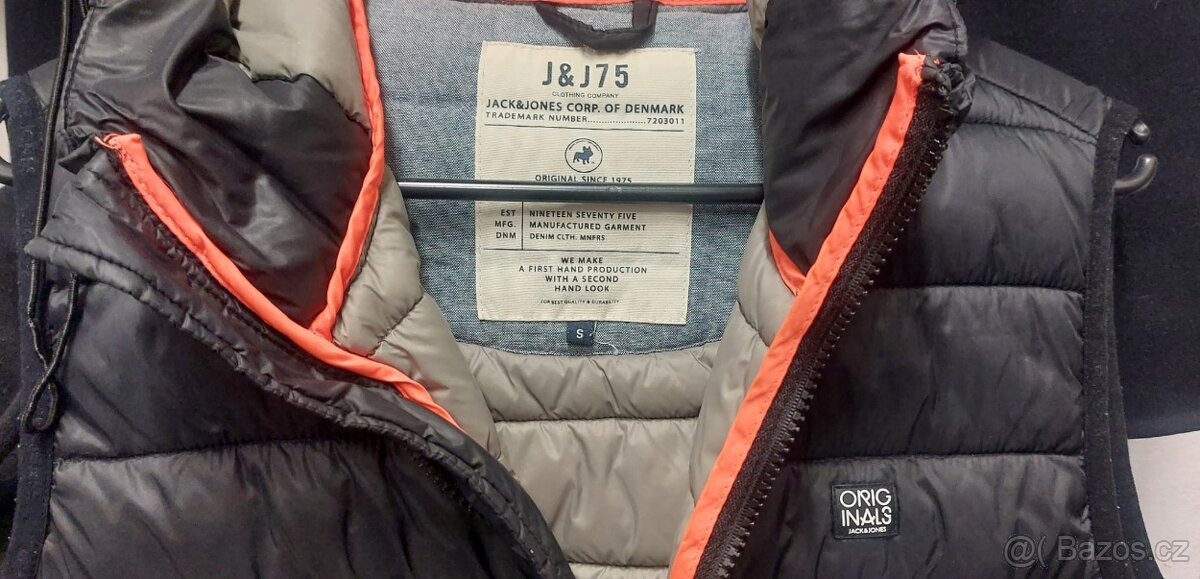 J&J75
CLOTHING COMPANY
JACK&JONES CORP. OF DENMARK
TRADEMARK NUMBER...............7203011
ORIGINAL SINCE 1975
EST NINETEEN SEVENTY FIVE
MFG. MANUFACTURED GARMENT
DNM DENIM CLTH. MNFRS
WE MAKE
A FIRST HAND PRODUCTION
WITH A SECOND
HAND LOOK
FOR BEST QUALITY & DURABILITY
S
ORIG
INALS
JACK&JONES
@( Bazos.cz